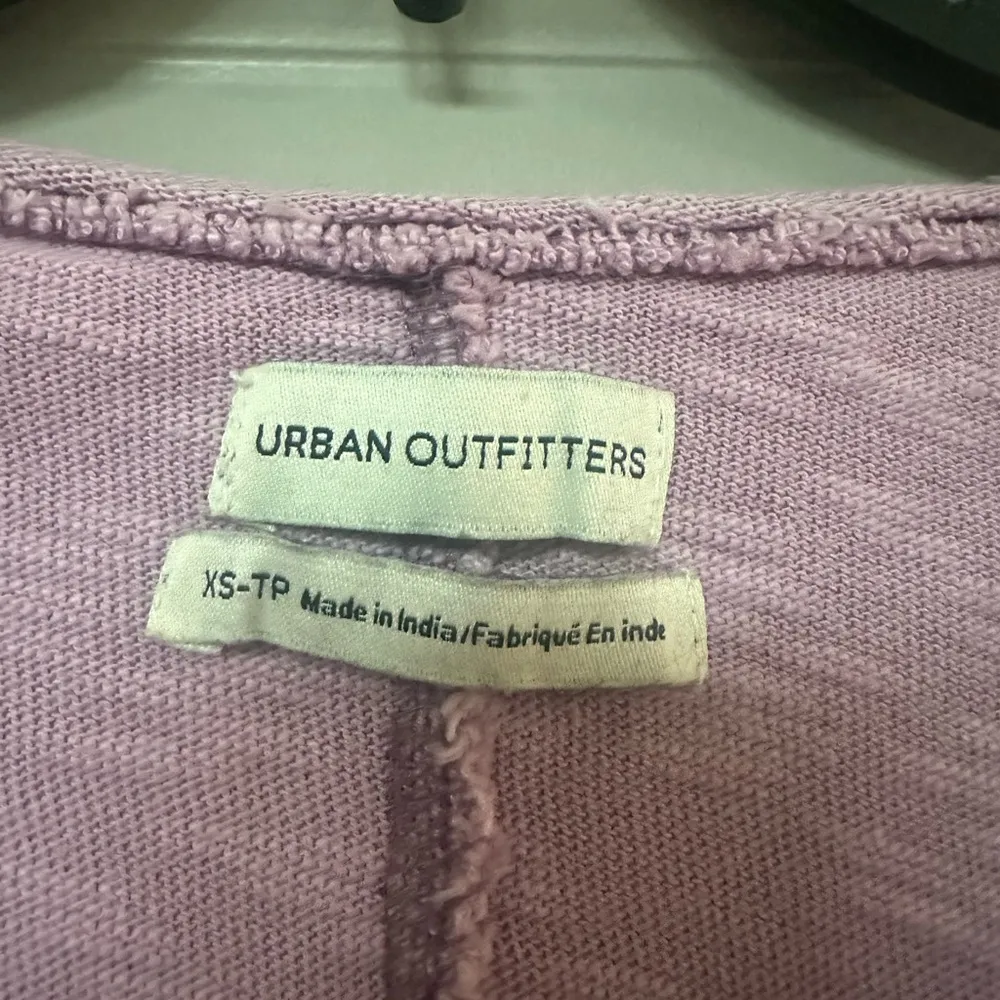 URBAN OUTFITTERS
XS-TP Made in India/Fabriqué En inde